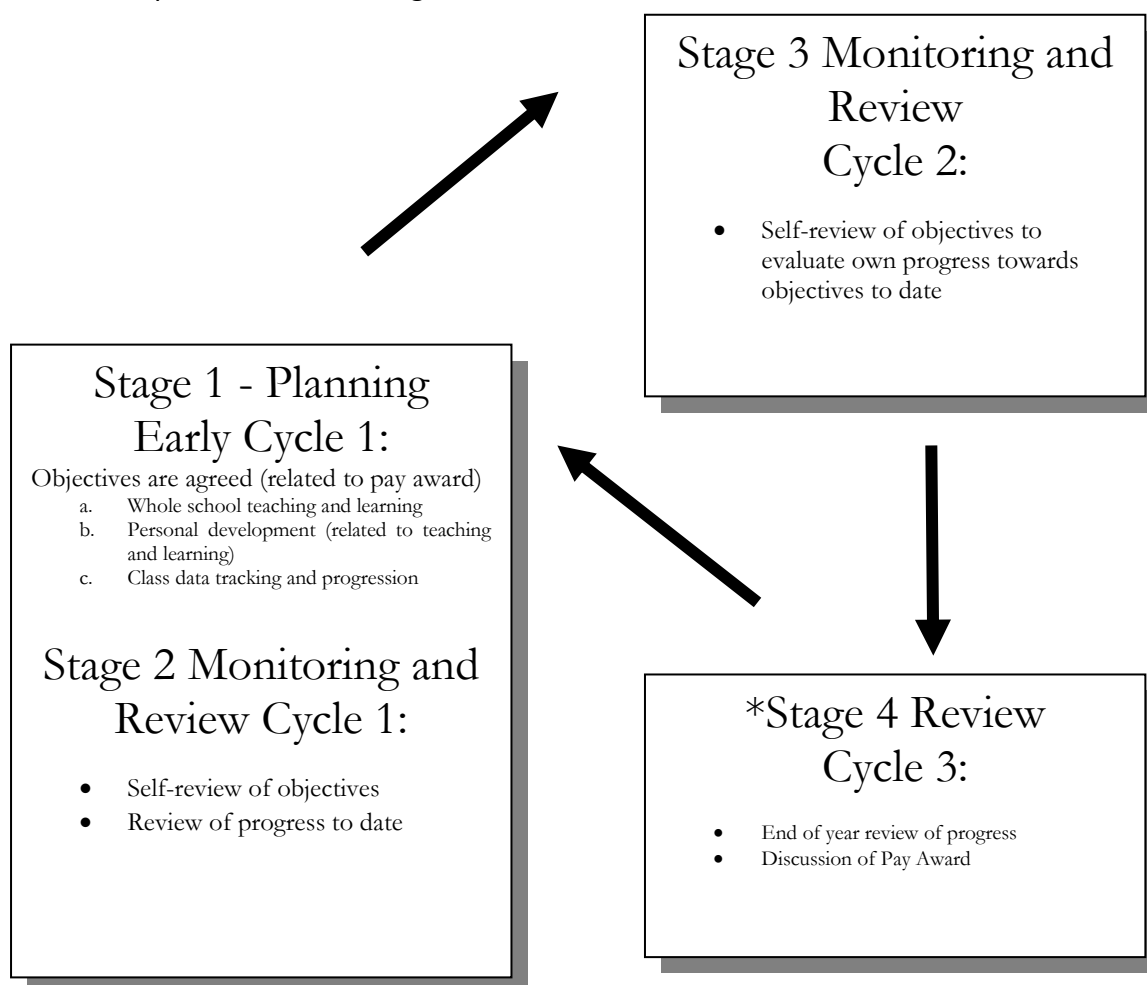 Stage 3 Monitoring and
Review
Cycle 2:
• Self-review of objectives to
evaluate own progress towards
objectives to date
Stage 1 - Planning
Early Cycle 1:
Objectives are agreed (related to pay award)
a. Whole school teaching and learning
b. Personal development (related to teaching
and learning)
c. Class data tracking and progression
Stage 2 Monitoring and
Review Cycle 1:
• Self-review of objectives
• Review of progress to date
*Stage 4 Review
Cycle 3:
• End of year review of progress
• Discussion of Pay Award